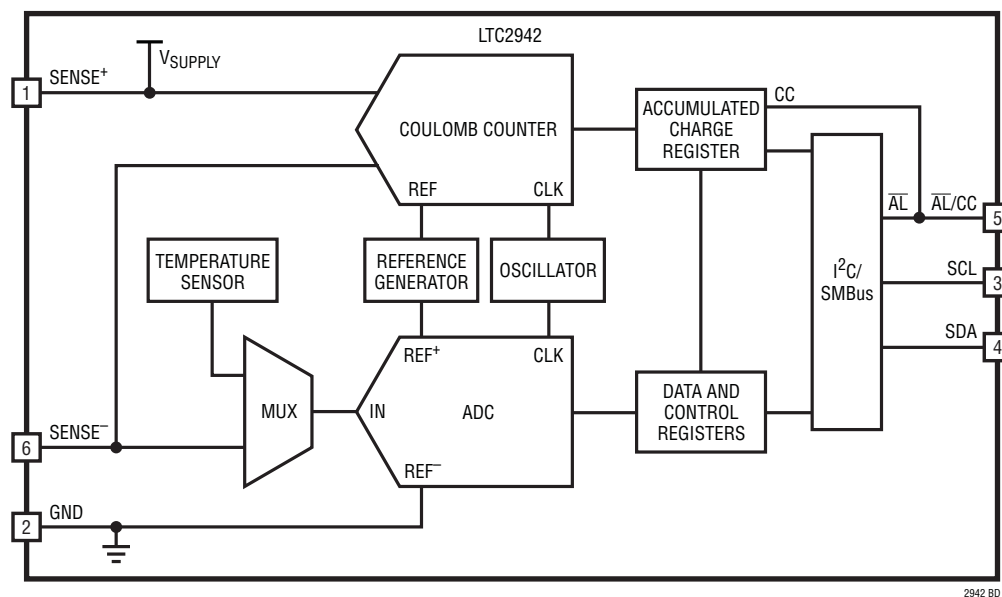 LTC2942
VSUPPLY
1
SENSE+
COULOMB COUNTER
REF
CLK
ACCUMULATED
CHARGE
REGISTER
CC
AL
AL/CC
5
TEMPERATURE
SENSOR
REFERENCE
GENERATOR
OSCILLATOR
I2C/
SMBus
SCL
3
SDA
4
REF+
CLK
MUX
IN
ADC
REF–
DATA AND
CONTROL
REGISTERS
6
SENSE–
2
GND
2942 BD